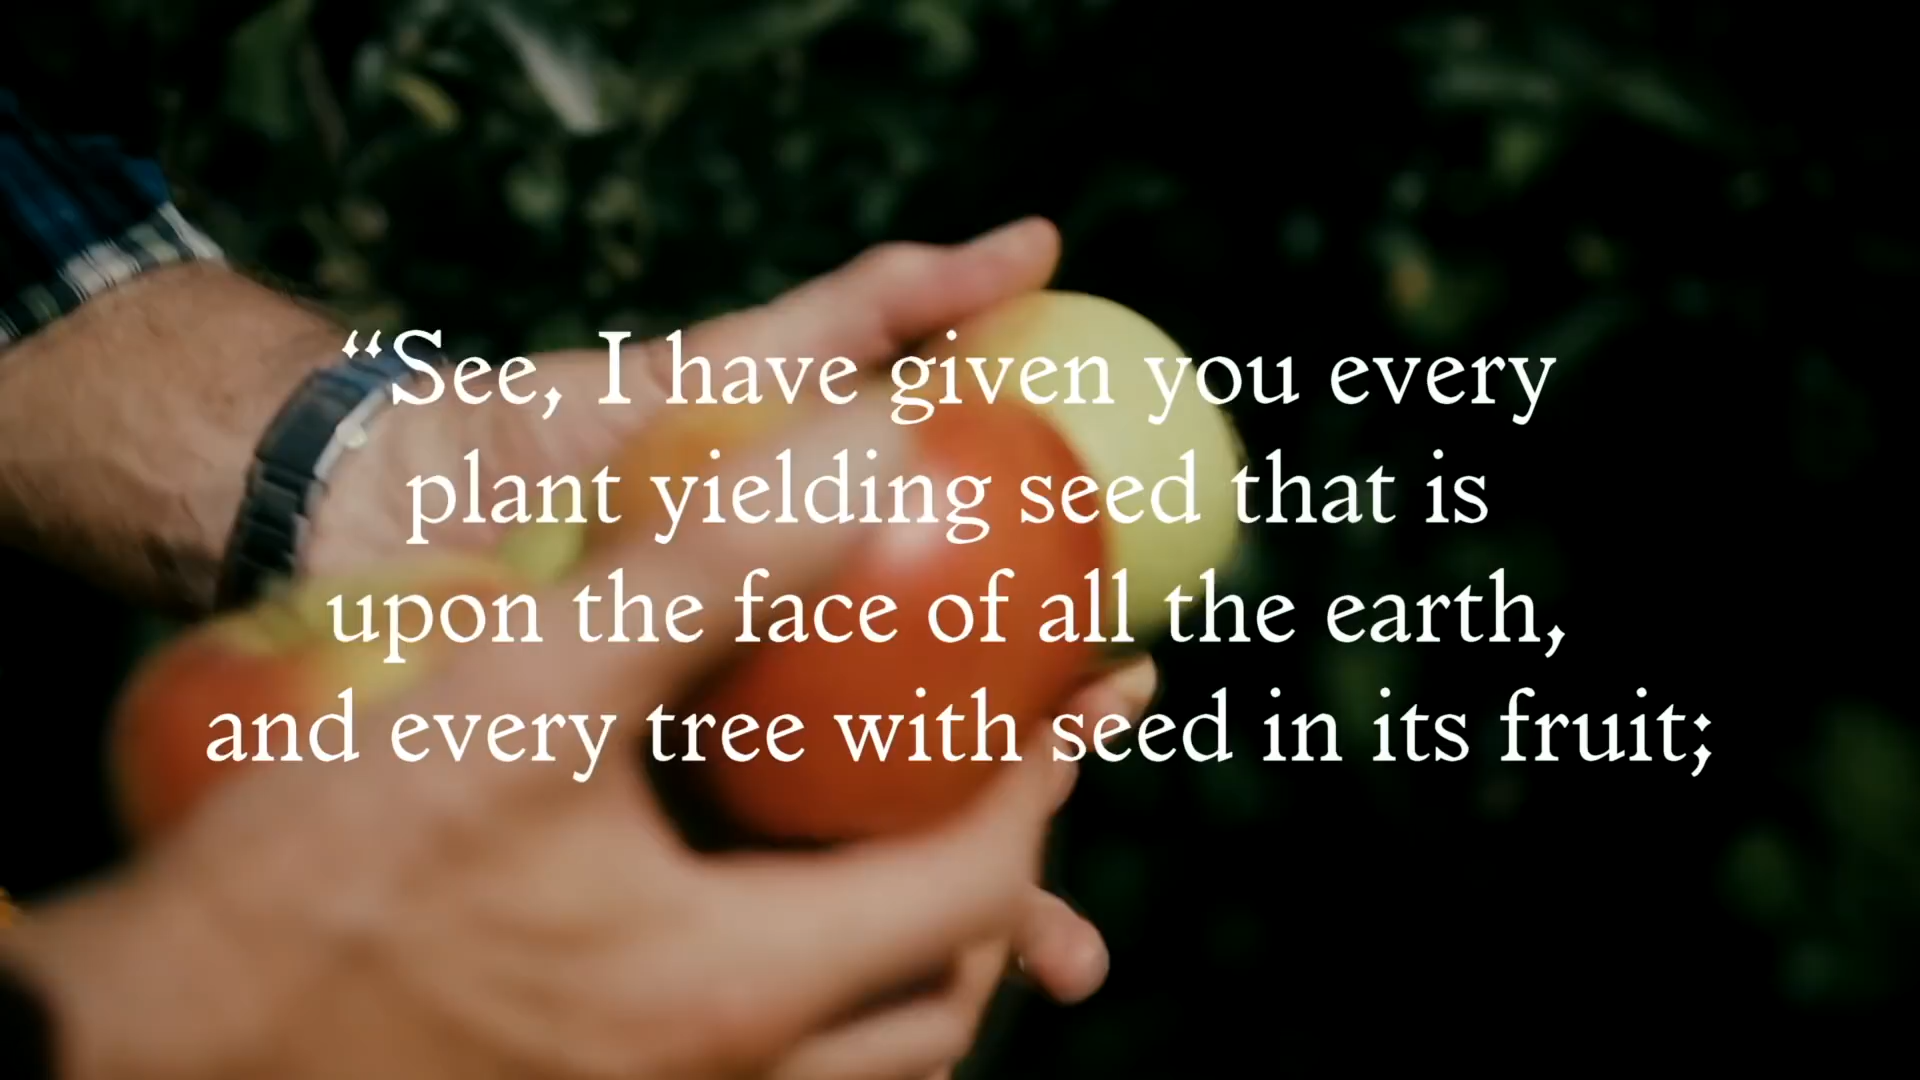 “See, I have given you every
plant yielding seed that is
upon the face of all the earth,
and every tree with seed in its fruit;